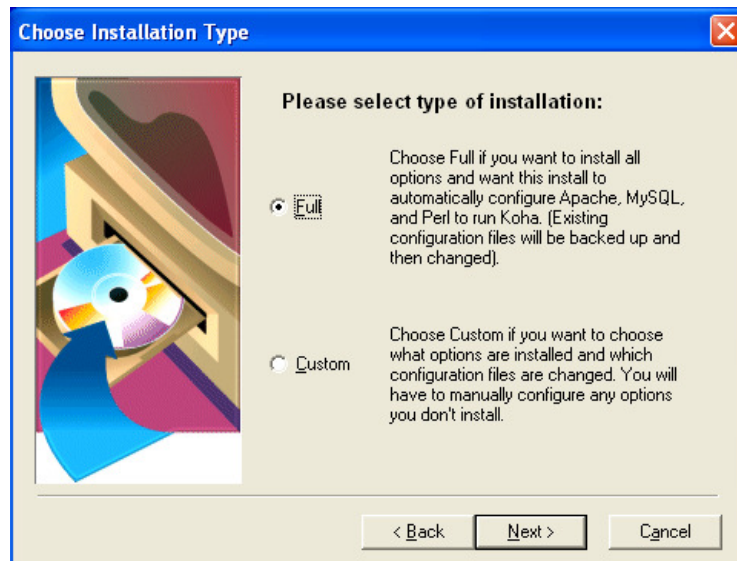 Choose Installation Type
Please select type of installation:
Full
Choose Full if you want to install all
options and want this install to
automatically configure Apache, MySQL,
and Perl to run Koha. (Existing
configuration files will be backed up and
then changed).
Custom
Choose Custom if you want to choose
what options are installed and which
configuration files are changed. You will
have to manually configure any options
you don't install.
< Back
Next >
Cancel